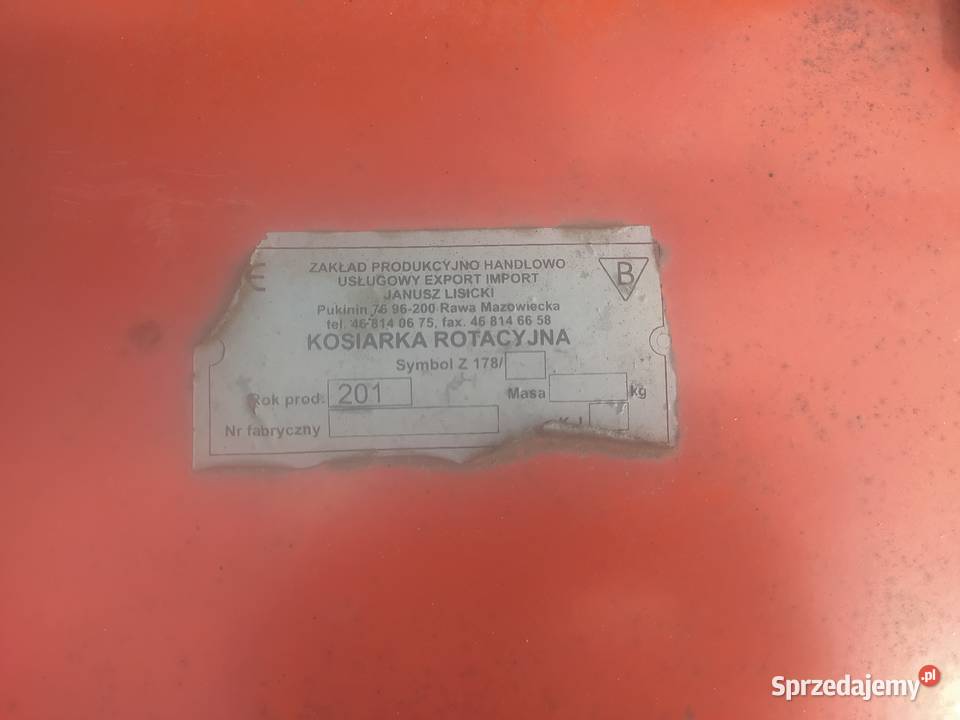 ZAKŁAD PRODUKCYJNO HANDLOWO
USŁUGOWY EXPORT IMPORT
JANUSZ LISICKI
Pukinin 76 96-200 Rawa Mazowiecka
tel. 46 814 06 75, fax. 46 814 66 58
B
KOSIARKA ROTACYJNA
Symbol Z 178/
Rok prod. 201
Masa kg
Nr fabryczny
Sprzedajemy.pl